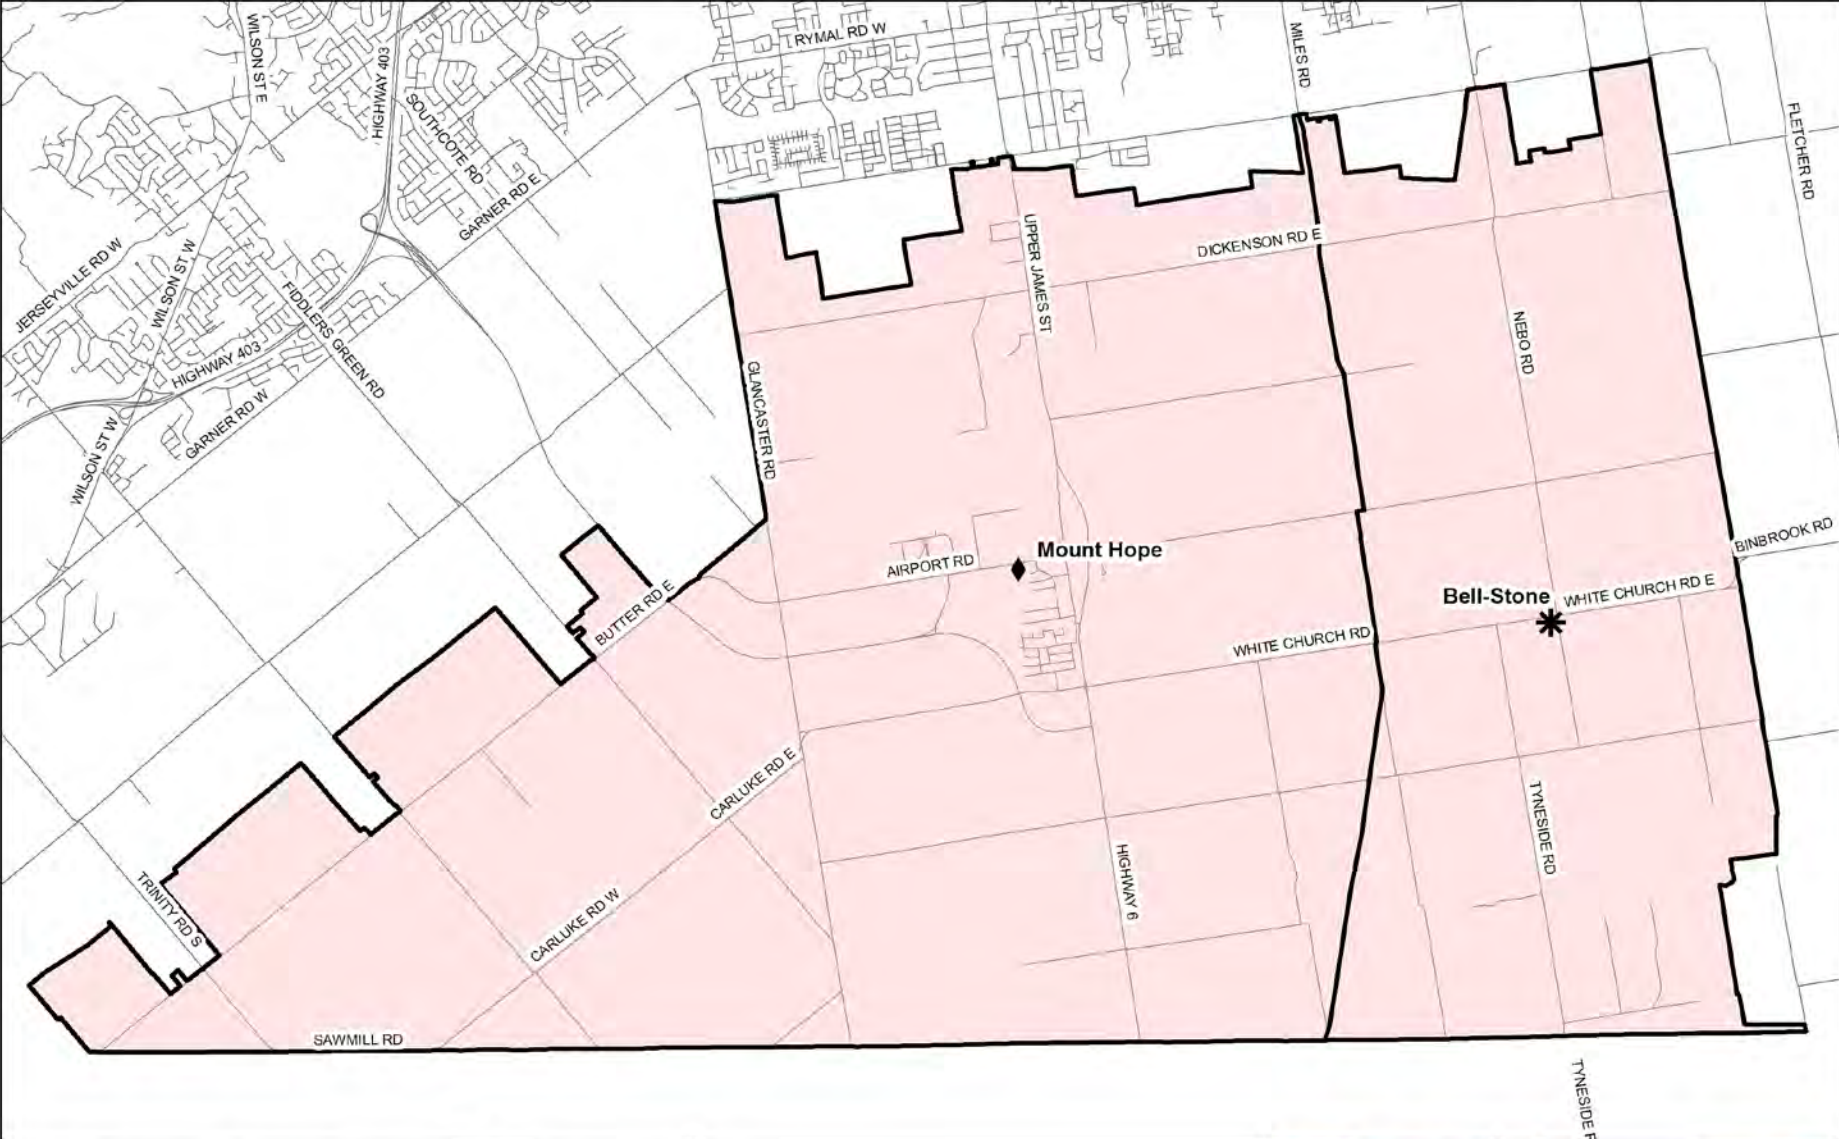 WILSON ST E
HIGHWAY 403
SOUTHCOTE RD
RYMAL RD W
MILES RD
FLETCHER RD
GARNER RD E
JERSEYVILLE RD W
WILSON ST W
FIDDLERS GREEN RD
HIGHWAY 403
GARNER RD W
WILSON ST W
UPPER JAMES ST
DICKENSON RD E
NEBO RD
GLANCASTER RD
BINBROOK RD
Mount Hope
AIRPORT RD
Bell-Stone
WHITE CHURCH RD E
BUTTER RD E
WHITE CHURCH RD
CARLUKE RD E
TYNESIDE RD
HIGHWAY 6
TRINITY RD S
CARLUKE RD W
SAWMILL RD
TYNESIDE R